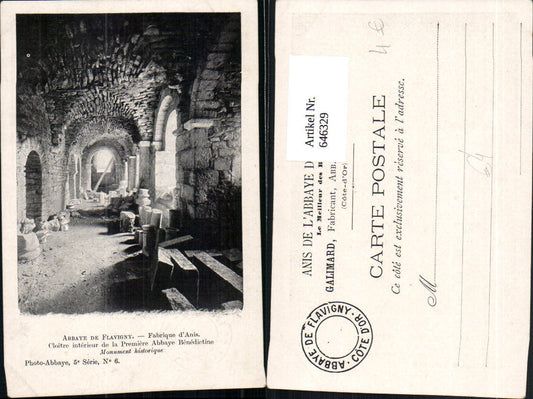 ABBAYE DE FLAVIGNY. — Fabrique d'Anis.
Cloître intérieur de la Première Abbaye Bénédictine
Monument historique
Photo-Abbaye, 5e Série, No 6.
Artikel Nr.
646329
ANIS DE L'ABBAYE D
Le Meilleur des B
GALIMARD, Fabricant, ABB
(Côte-d'Or)
CARTE POSTALE
Ce côté est exclusivement réservé à l'adresse.
M
ABBAYE DE FLAVIGNY
CÔTE D'OR
4 €